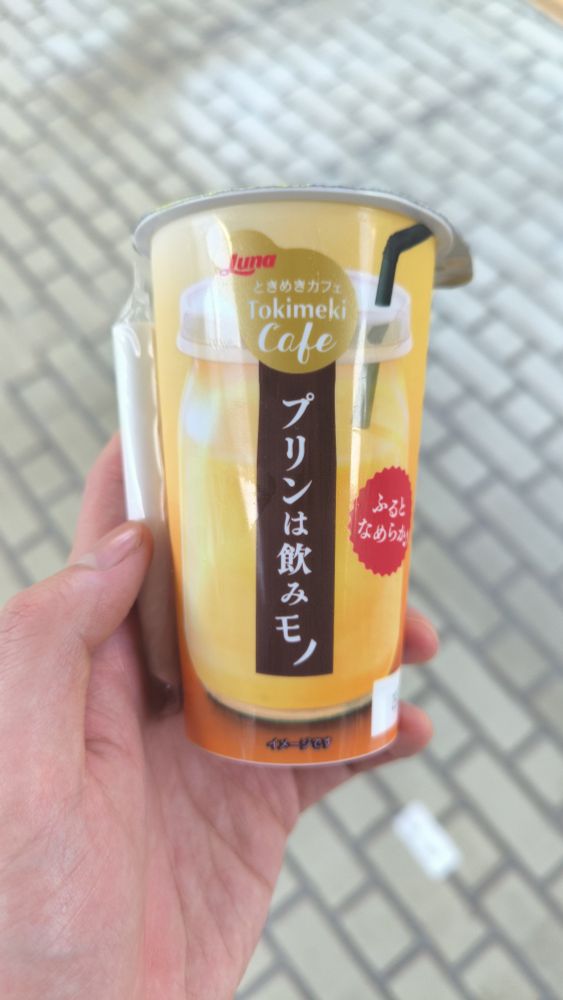 Luna
ときめきカフェ
Tokimeki
Cafe
プリンは飲みモノ
ふると
なめらか!
イメージです